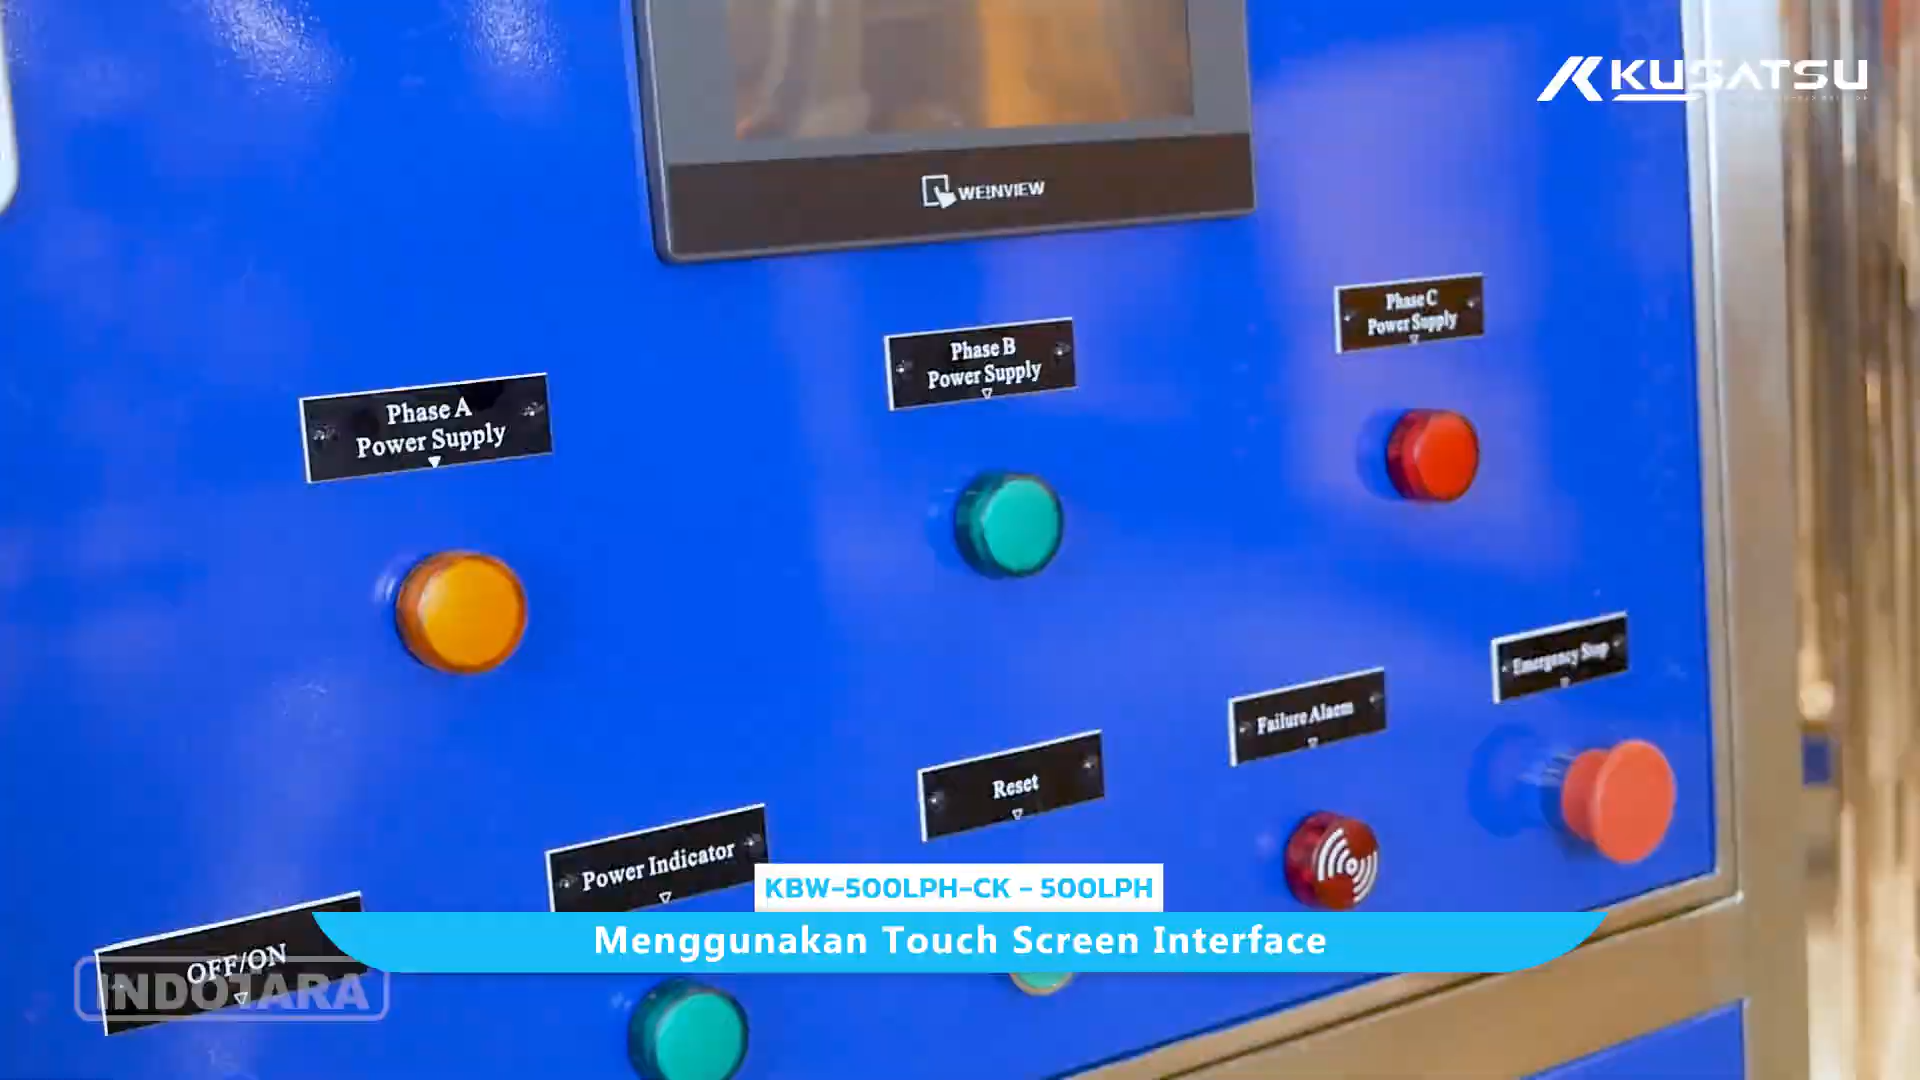 KUSATSU
WEINVIEW
Phase C
Power Supply
Phase B
Power Supply
Phase A
Power Supply
Emergency Stop
Failure Alaem
Reset
Power Indicator
OFF/ON
KBW-500LPH-CK - 500LPH
Menggunakan Touch Screen Interface
INDOTARA